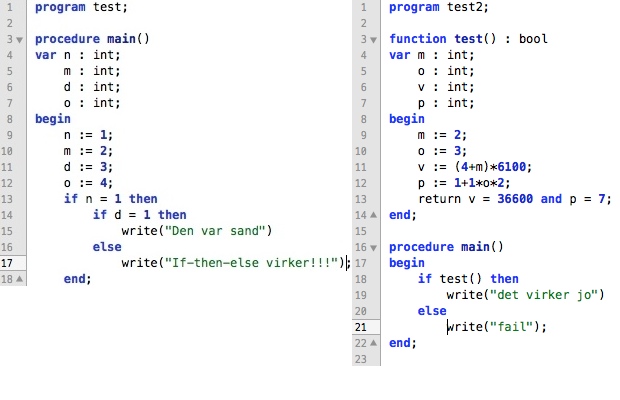 1 program test;
2
3 procedure main()
4 var n : int;
5 m : int;
6 d : int;
7 o : int;
8 begin
9 n := 1;
10 m := 2;
11 d := 3;
12 o := 4;
13 if n = 1 then
14 if d = 1 then
15 write("Den var sand")
16 else
17 write("If-then-else virker!!!");
18 end;
1 program test2;
2
3 function test() : bool
4 var m : int;
5 o : int;
6 v : int;
7 p : int;
8 begin
9 m := 2;
10 o := 3;
11 v := (4+m)*6100;
12 p := 1+1*o*2;
13 return v = 36600 and p = 7;
14 end;
15
16 procedure main()
17 begin
18 if test() then
19 write("det virker jo")
20 else
21 write("fail");
22 end;
23